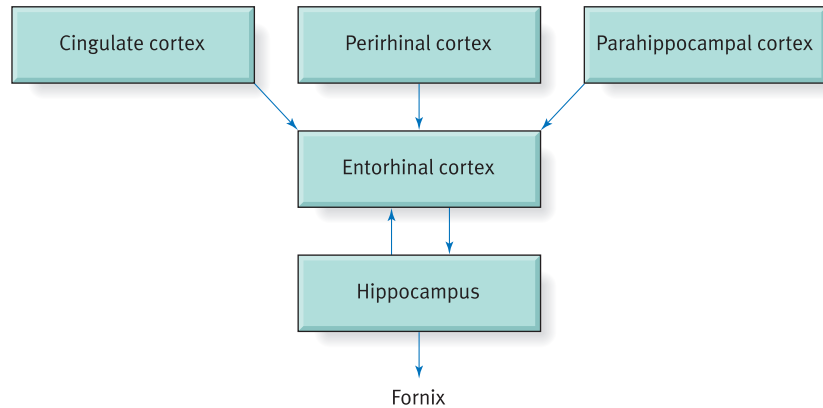 Cingulate cortex
Perirhinal cortex
Parahippocampal cortex
Entorhinal cortex
Hippocampus
Fornix